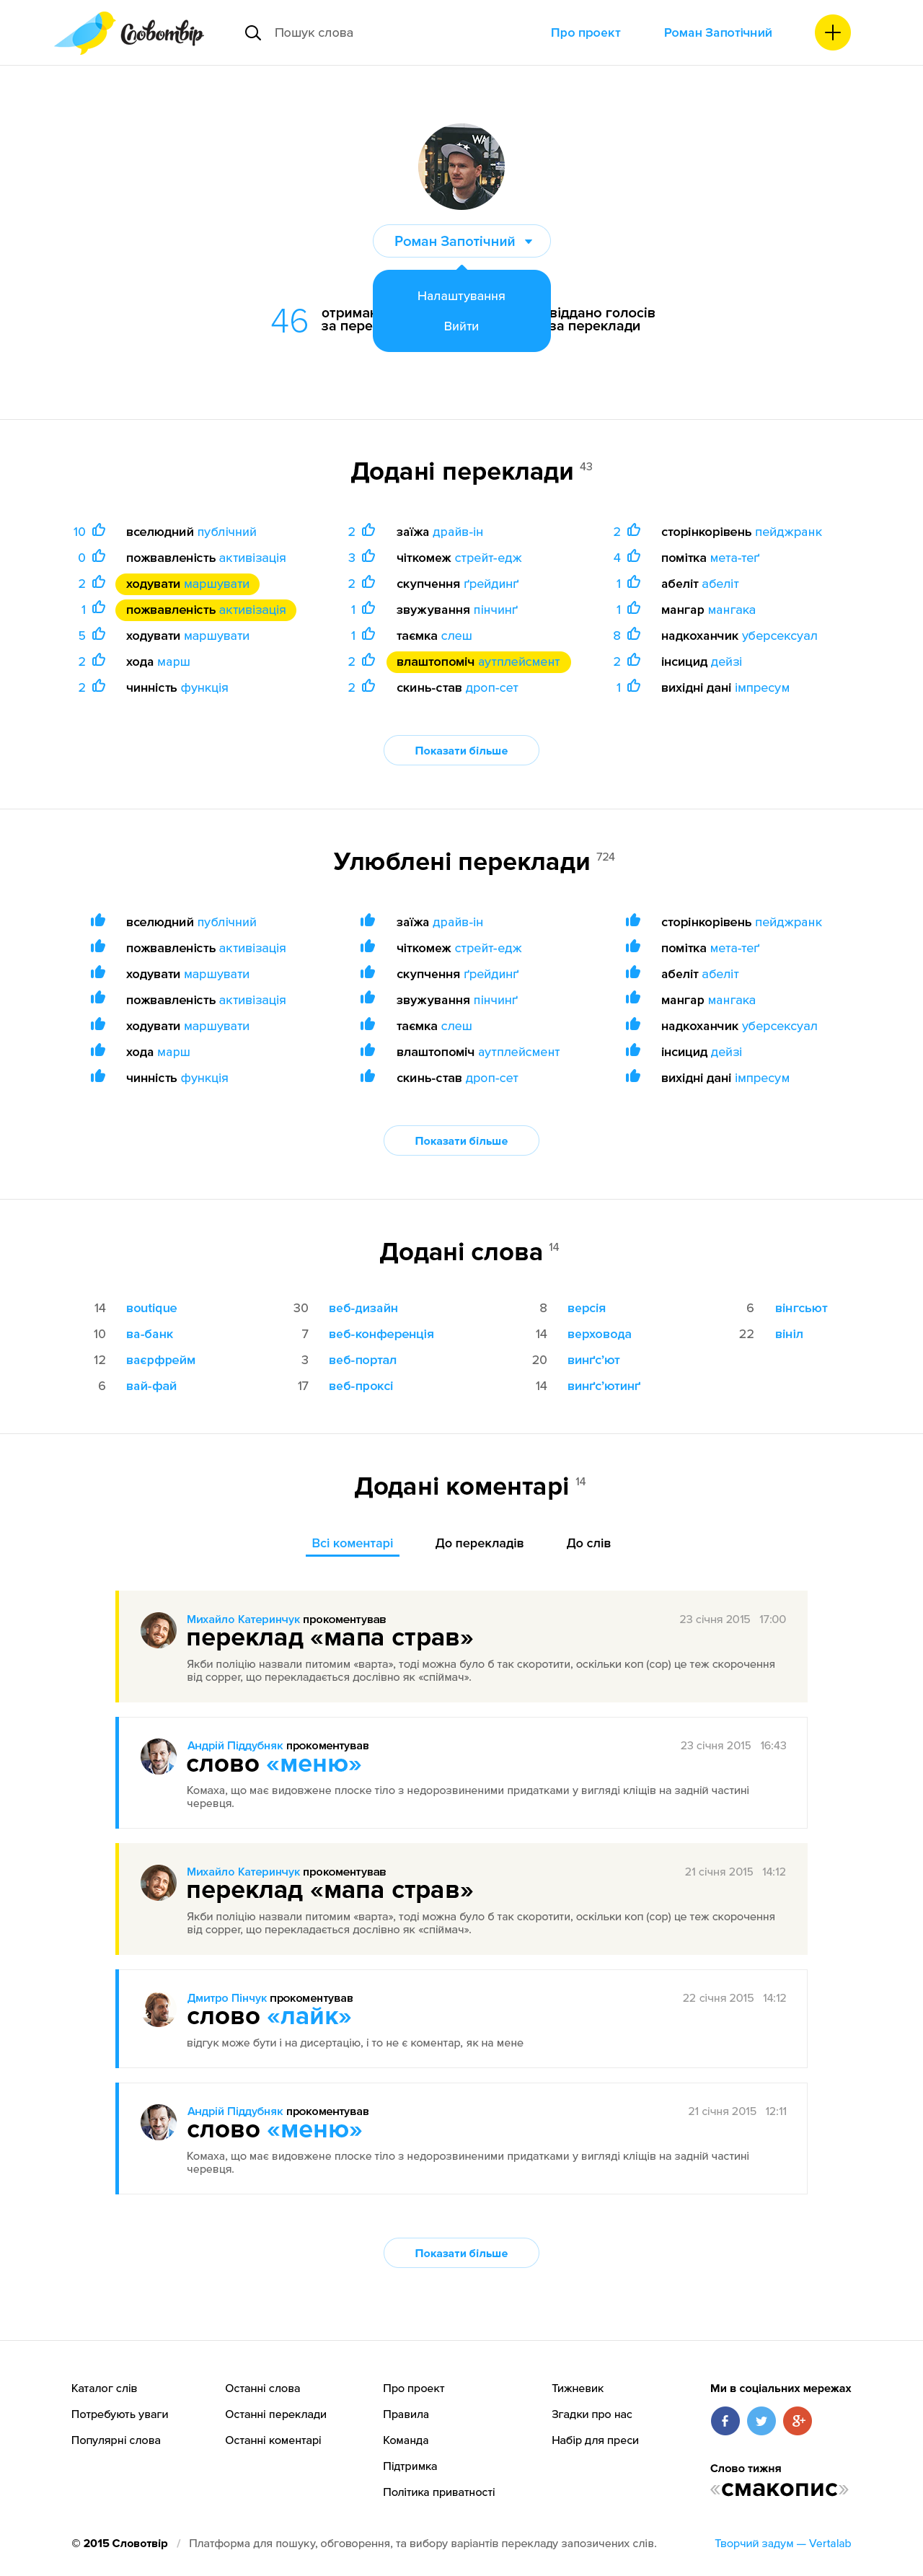 Словотвір
Пошук слова
Про проект
Роман Запотічний
Роман Запотічний
Налаштування
Вийти
46
віддано голосів
за переклади
Додані переклади 43
10 вселюдний публічний
0 пожвавленість активізація
2 ходувати маршувати
1 пожвавленість активізація
5 ходувати маршувати
2 хода марш
2 чинність функція
2 заїжа драйв-ін
3 чіткомеж стрейт-едж
2 скупчення ґрейдинґ
1 звужування пінчинґ
1 таємка слеш
2 влаштопоміч аутплейсмент
2 скинь-став дроп-сет
2 сторінкорівень пейджранк
4 помітка мета-теґ
1 абеліт абеліт
1 мангар мангака
8 надкоханчик уберсексуал
2 інсицид дейзі
1 вихідні дані імпресум
Показати більше
Улюблені переклади 724
вселюдний публічний
пожвавленість активізація
ходувати маршувати
пожвавленість активізація
ходувати маршувати
хода марш
чинність функція
заїжа драйв-ін
чіткомеж стрейт-едж
скупчення ґрейдинґ
звужування пінчинґ
таємка слеш
влаштопоміч аутплейсмент
скинь-став дроп-сет
сторінкорівень пейджранк
помітка мета-теґ
абеліт абеліт
мангар мангака
надкоханчик уберсексуал
інсицид дейзі
вихідні дані імпресум
Показати більше
Додані слова 14
14 воutique
10 ва-банк
12 ваєрфрейм
6 вай-фай
30 веб-дизайн
7 веб-конференція
3 веб-портал
17 веб-проксі
8 версія
14 верховода
20 винґс'ют
14 винґс'ютинґ
6 вінгсьют
22 вініл
Додані коментарі 14
Всі коментарі
До перекладів
До слів
Михайло Катеринчук прокоментував
23 січня 2015 17:00
переклад «мапа страв»
Якби поліцію назвали питомим «варта», тоді можна було б так скоротити, оскільки коп (cop) це теж скорочення
від copper, що перекладається дослівно як «спіймач».
Андрій Піддубняк прокоментував
23 січня 2015 16:43
слово «меню»
Комаха, що має видовжене плоске тіло з недорозвиненими придатками у вигляді кліщів на задній частині
черевця.
Михайло Катеринчук прокоментував
21 січня 2015 14:12
переклад «мапа страв»
Якби поліцію назвали питомим «варта», тоді можна було б так скоротити, оскільки коп (cop) це теж скорочення
від copper, що перекладається дослівно як «спіймач».
Дмитро Пінчук прокоментував
22 січня 2015 14:12
слово «лайк»
відгук може бути і на дисертацію, і то не є коментар, як на мене
Андрій Піддубняк прокоментував
21 січня 2015 12:11
слово «меню»
Комаха, що має видовжене плоске тіло з недорозвиненими придатками у вигляді кліщів на задній частині
черевця.
Показати більше
Каталог слів
Потребують уваги
Популярні слова
Останні слова
Останні переклади
Останні коментарі
Про проект
Правила
Команда
Підтримка
Політика приватності
Тижневик
Згадки про нас
Набір для преси
Ми в соціальних мережах
Слово тижня
«смакопис»
© 2015 Словотвір / Платформа для пошуку, обговорення, та вибору варіантів перекладу запозичених слів.
Творчий задум — Vertalab